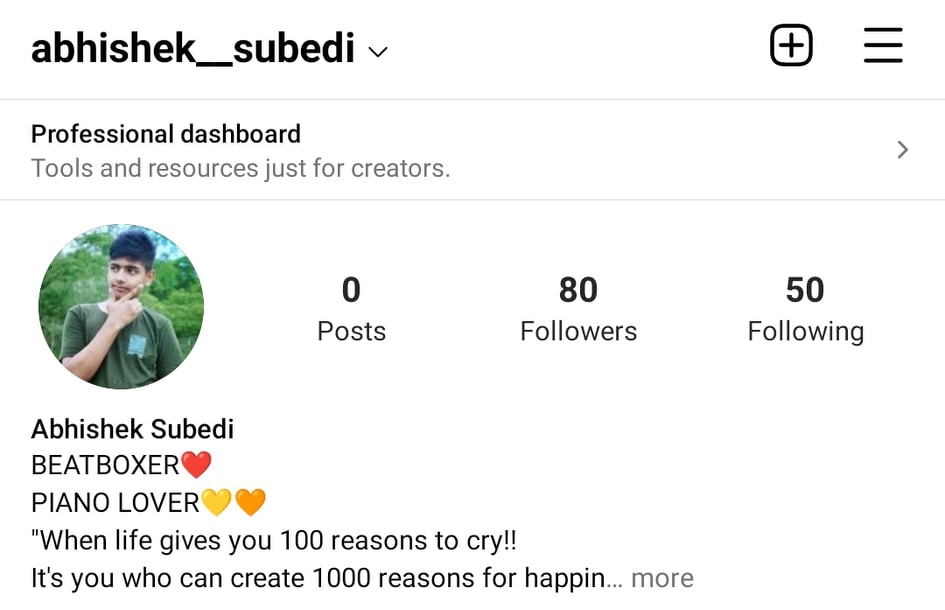 abhishek__subedi
Professional dashboard
Tools and resources just for creators.
0 80 50
Posts Followers Following
Abhishek Subedi
BEATBOXER❤️
PIANO LOVER💛🧡
"When life gives you 100 reasons to cry!!
It's you who can create 1000 reasons for happin... more